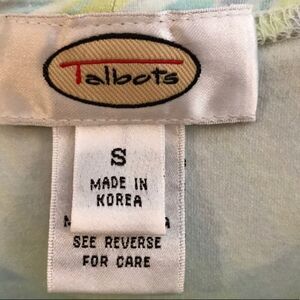 Talbots
S
MADE IN
KOREA
SEE REVERSE
FOR CARE